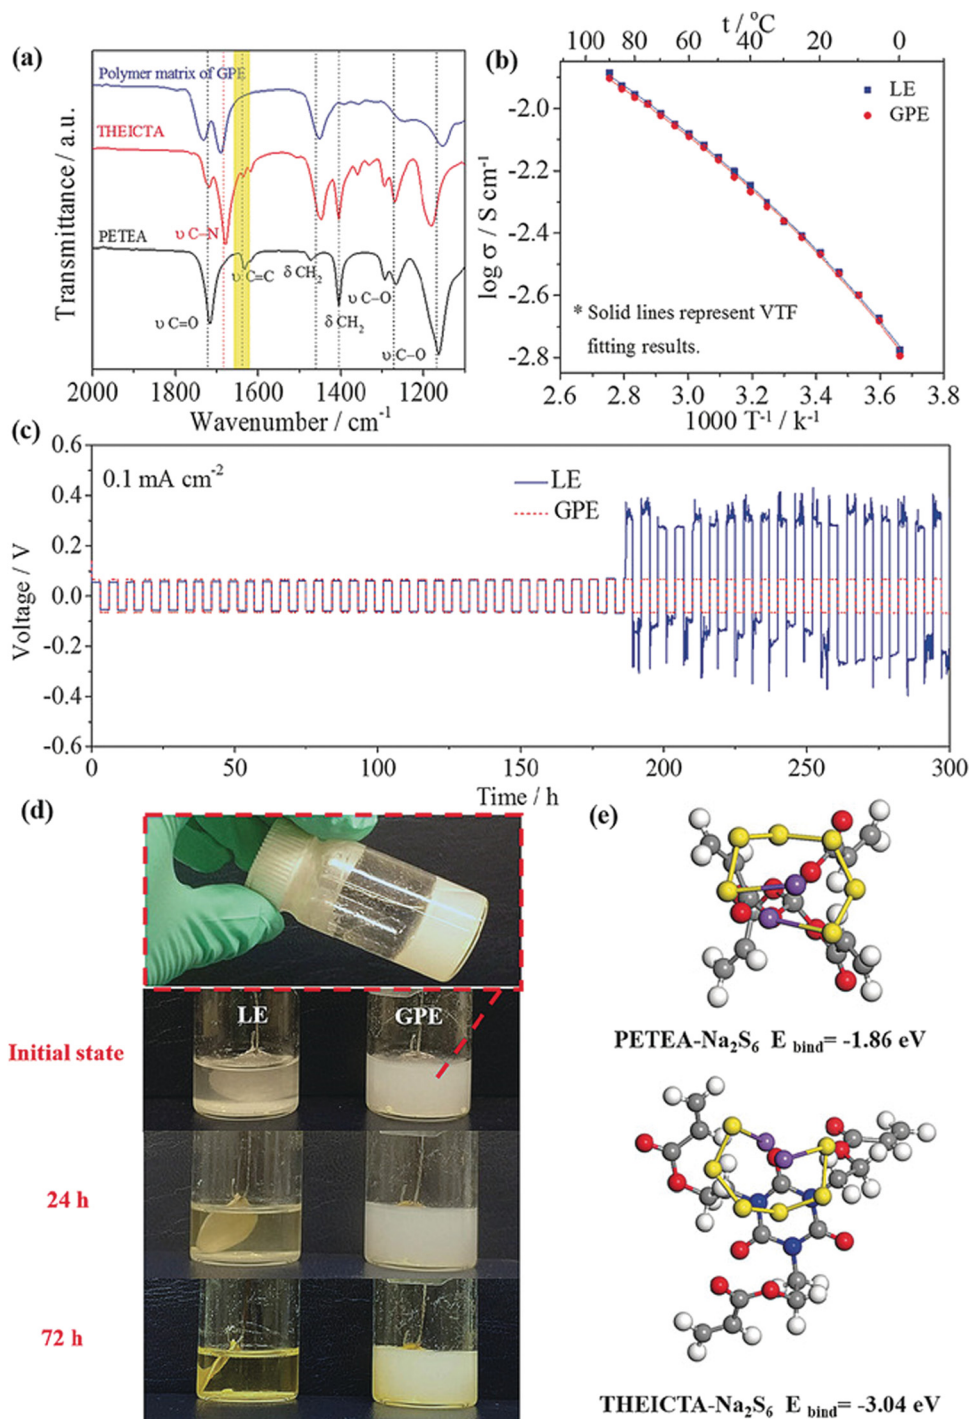 (a)
Polymer matrix of GPE
THEICTA
υ C–N
PETEA
υ C=C
δ CH₂
υ C–O
υ C=O
δ CH₂
υ C–O
Transmittance / a.u.
2000 1800 1600 1400 1200
Wavenumber / cm⁻¹
(b)
t / °C
100 80 60 40 20 0
LE
GPE
log σ / S cm⁻¹
-2.0
-2.2
-2.4
-2.6
-2.8
* Solid lines represent VTF
fitting results.
2.6 2.8 3.0 3.2 3.4 3.6 3.8
1000 T⁻¹ / k⁻¹
(c)
0.1 mA cm⁻²
LE
GPE
Voltage / V
0.6
0.4
0.2
0.0
-0.2
-0.4
-0.6
0 50 100 150 200 250 300
Time / h
(d)
LE GPE
Initial state
24 h
72 h
(e)
PETEA-Na₂S₆ E bind= -1.86 eV
THEICTA-Na₂S₆ E bind= -3.04 eV